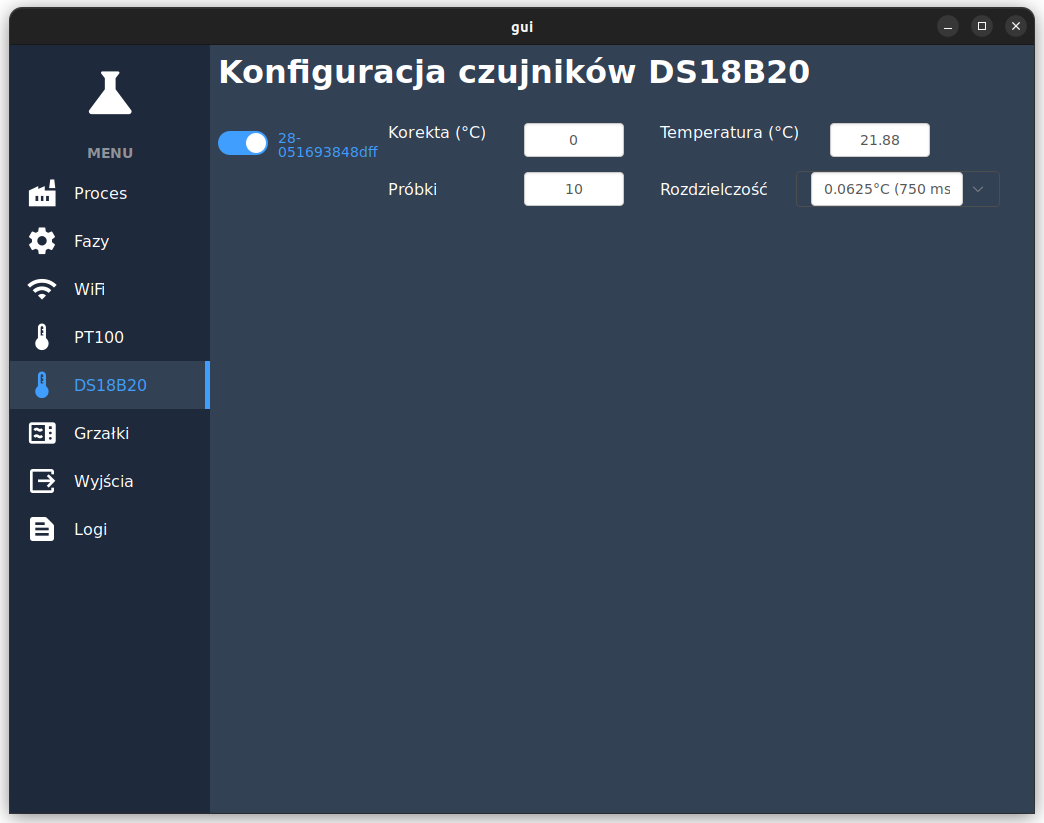 gui
MENU
Proces
Fazy
WiFi
PT100
DS18B20
Grzałki
Wyjścia
Logi
Konfiguracja czujników DS18B20
28-
051693848dff
Korekta (°C)
0
Temperatura (°C)
21.88
Próbki
10
Rozdzielczość
0.0625°C (750 ms